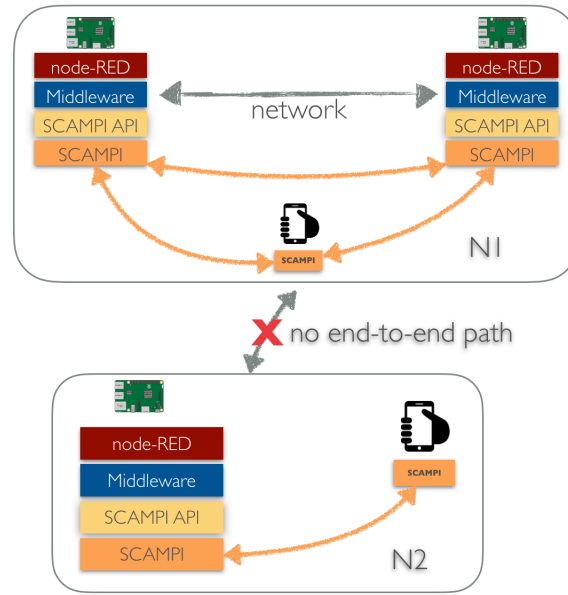 node-RED
Middleware
SCAMPI API
SCAMPI
network
node-RED
Middleware
SCAMPI API
SCAMPI
SCAMPI
N1
X no end-to-end path
node-RED
Middleware
SCAMPI API
SCAMPI
SCAMPI
N2